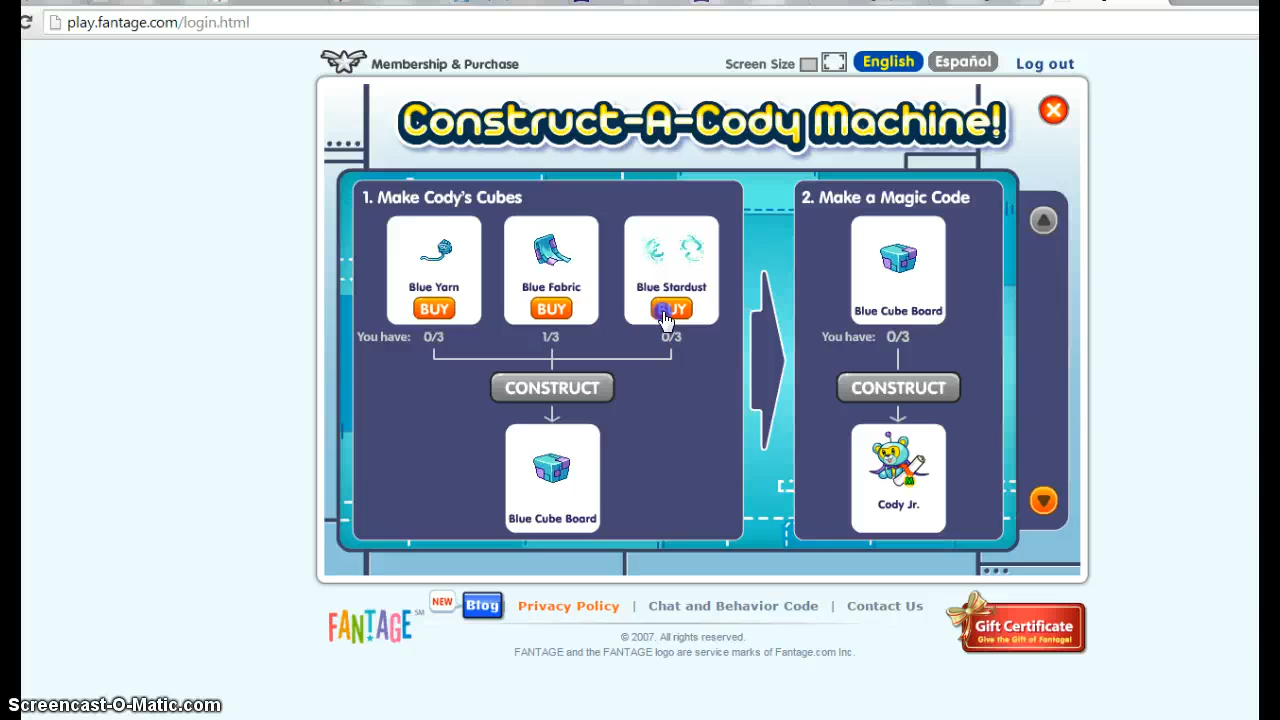 play.fantage.com/login.html
Membership & Purchase
Screen Size
English
Español
Log out
Construct-A-Cody Machine!
1. Make Cody's Cubes
2. Make a Magic Code
Blue Yarn
Blue Fabric
Blue Stardust
BUY
BUY
Blue Cube Board
You have: 0/3
1/3
0/3
You have: 0/3
CONSTRUCT
CONSTRUCT
Blue Cube Board
Cody Jr.
FANTAGE SM
NEW
Blog
Privacy Policy | Chat and Behavior Code | Contact Us
© 2007. All rights reserved.
FANTAGE and the FANTAGE logo are service marks of Fantage.com Inc.
Gift Certificate
Give the Gift of Fantage!
Screencast-O-Matic.com